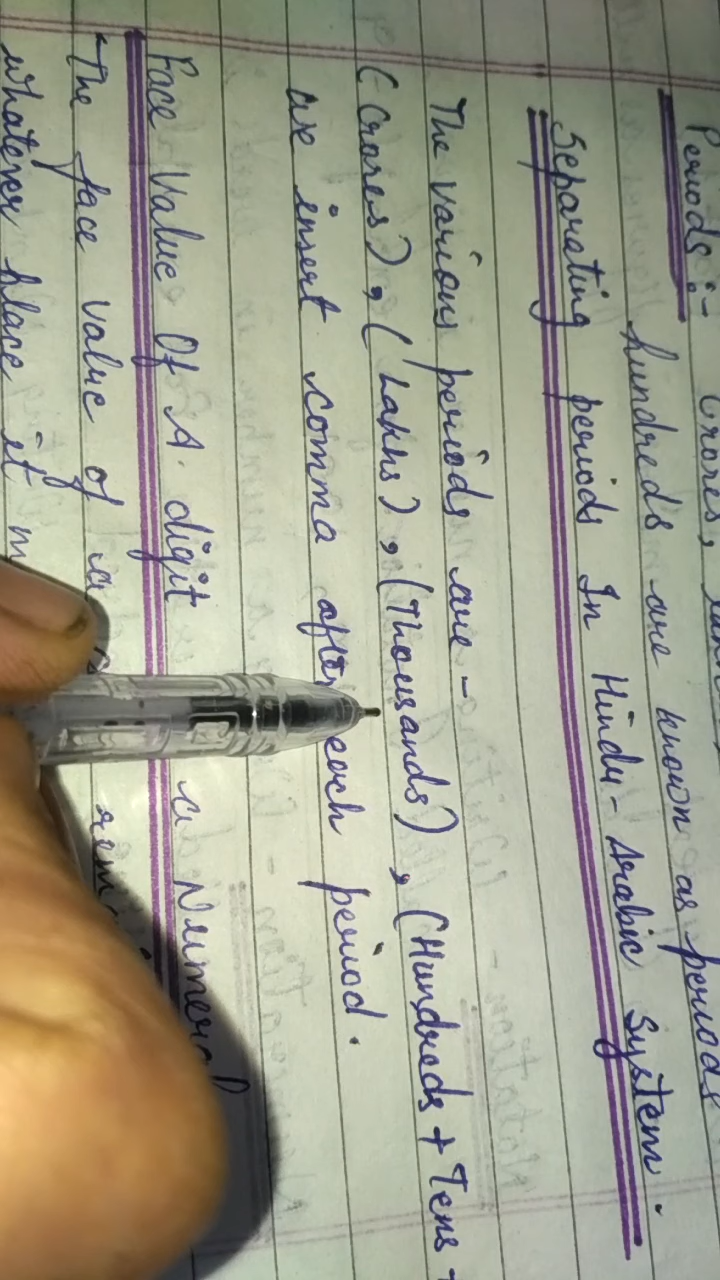 Periods :- Crores,
hundreds are known as periods
Separating periods In Hindu-Arabic System.
The various periods are -
(Crores), (Lakhs), (Thousands), (Hundreds + Tens +
we insert comma after each period.
Face Value Of A digit a Numeral
The face value of a
whatever place it